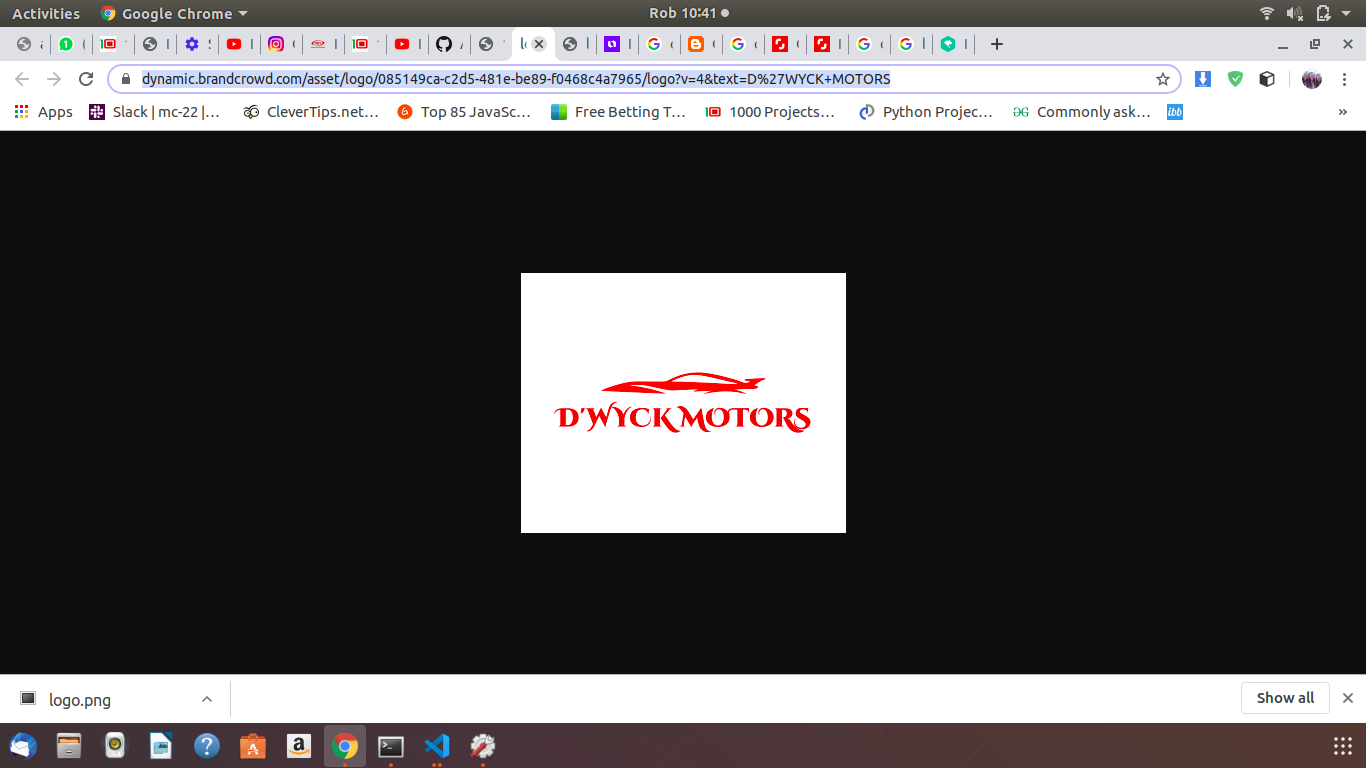 Activities Google Chrome Rob 10:41
dynamic.brandcrowd.com/asset/logo/085149ca-c2d5-481e-be89-f0468c4a7965/logo?v=4&text=D%27WYCK+MOTORS
Apps Slack | mc-22 |… CleverTips.net… Top 85 JavaSc… Free Betting T… 1000 Projects… Python Projec… Commonly ask… ibb »
D'WYCK MOTORS
logo.png Show all